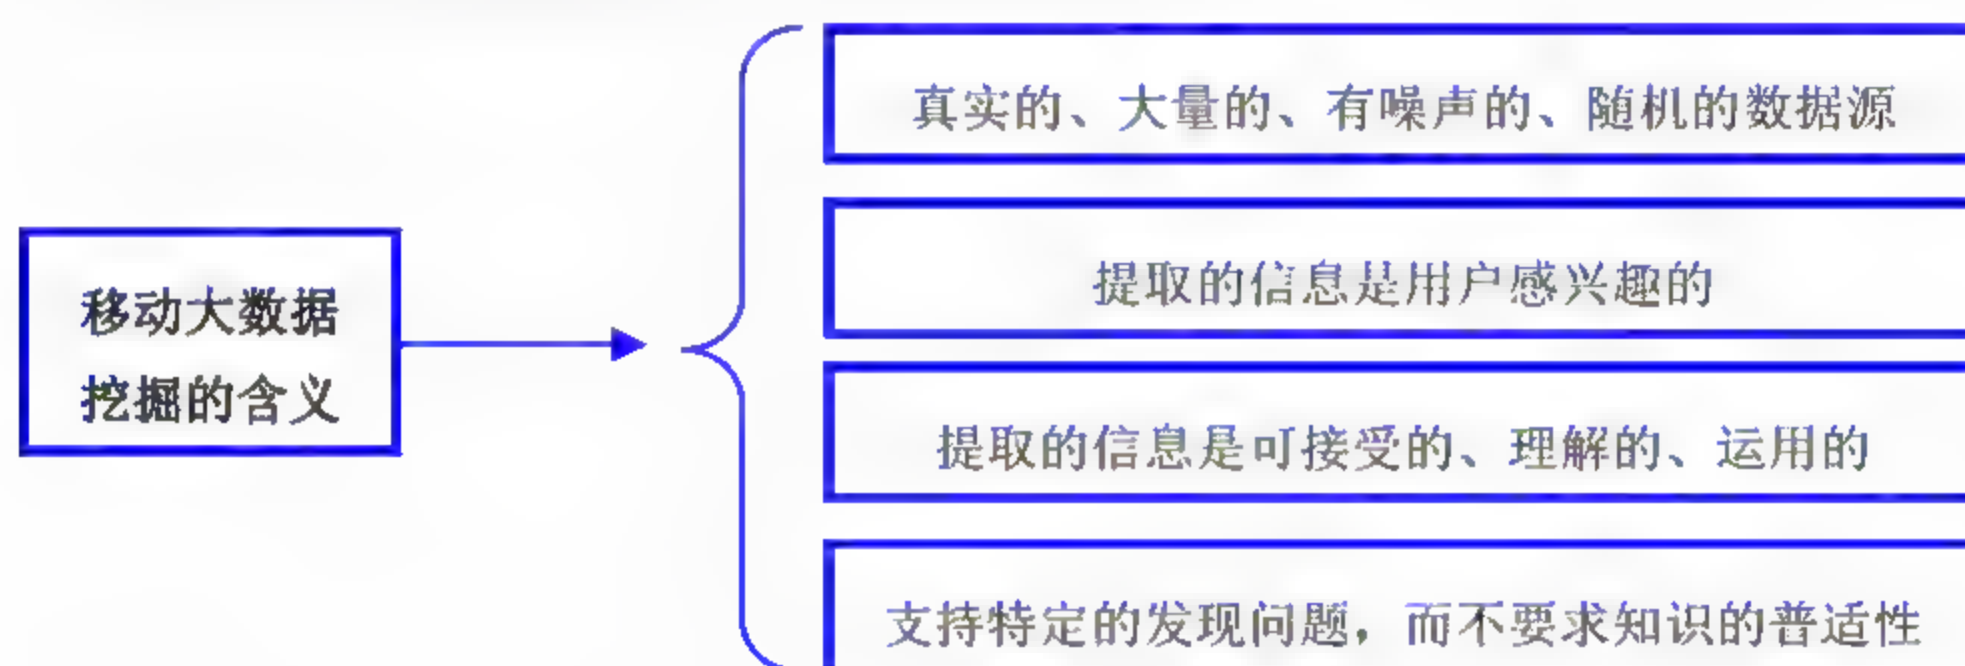 移动大数据
挖掘的含义
真实的、大量的、有噪声的、随机的数据源
提取的信息是用户感兴趣的
提取的信息是可接受的、理解的、运用的
支持特定的发现问题，而不要求知识的普适性